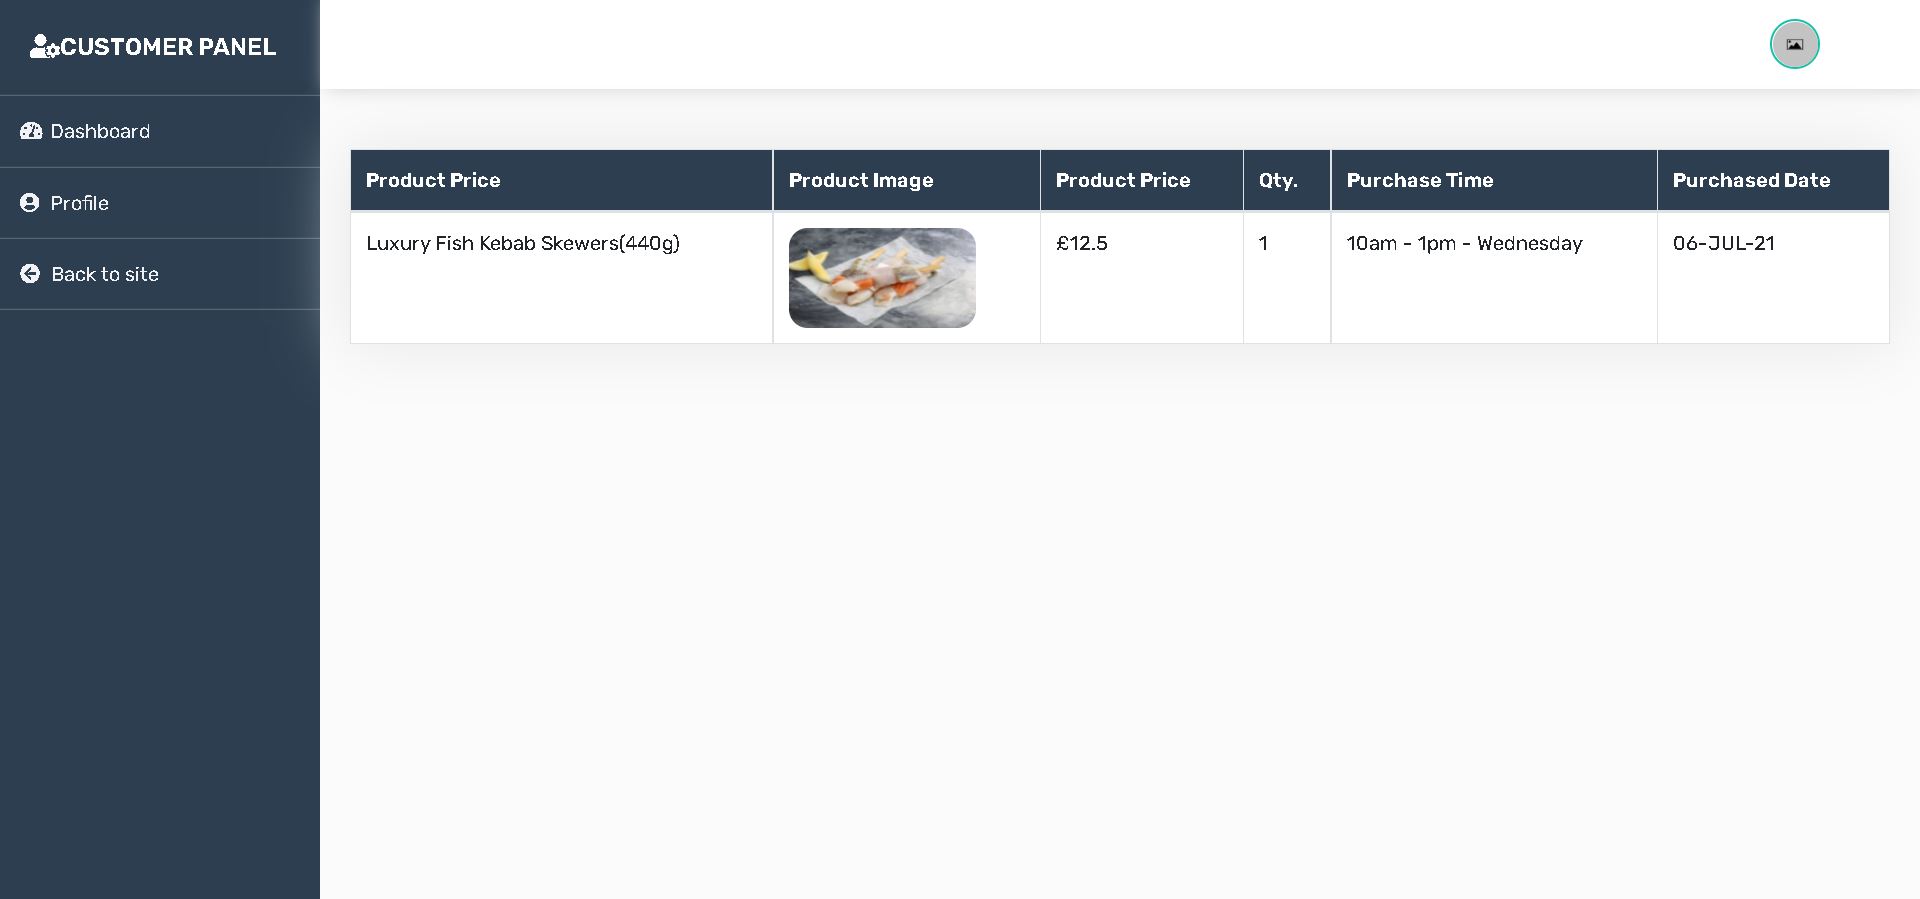 CUSTOMER PANEL
Dashboard
Profile
Back to site
Product Price Product Image Product Price Qty. Purchase Time Purchased Date
Luxury Fish Kebab Skewers(440g) £12.5 1 10am - 1pm - Wednesday 06-JUL-21